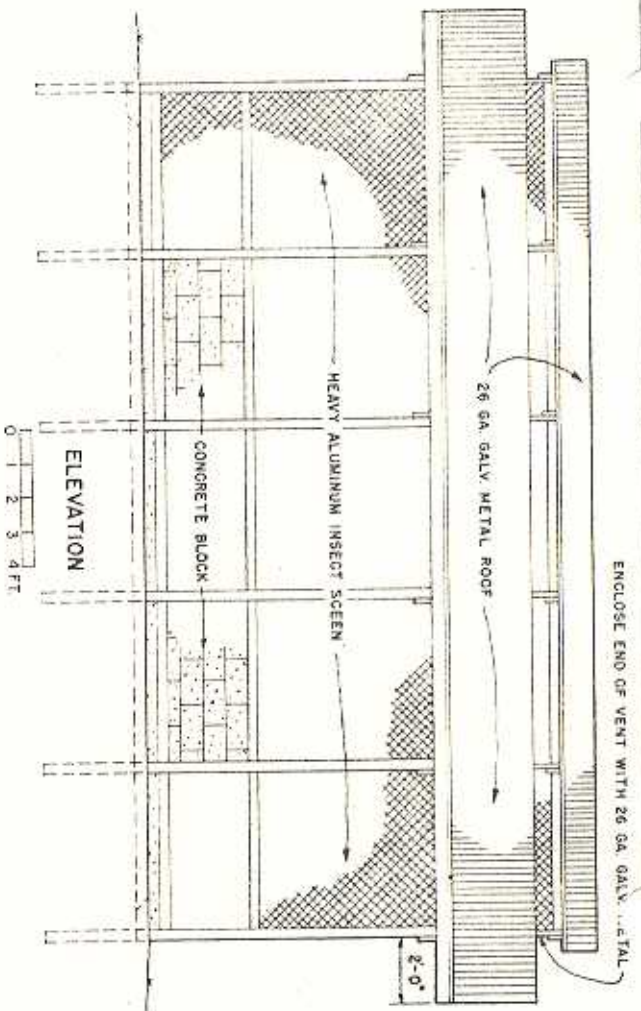 ENCLOSE END OF VENT WITH 26 GA. GALV. METAL
26 GA. GALV. METAL ROOF
2'-0"
HEAVY ALUMINUM INSECT SCEEN
CONCRETE BLOCK
ELEVATION
0 1 2 3 4 FT.